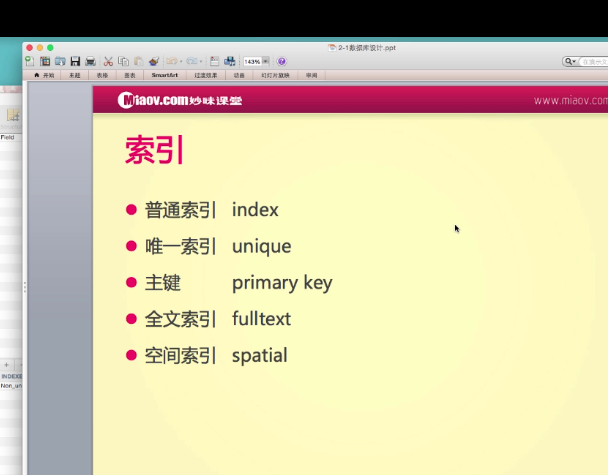 2-1数据库设计.ppt
143%
开始 主题 表格 图表 SmartArt 过渡效果 动画 幻灯片放映 审阅
Miaov.com妙味课堂 www.miaov.com
Field
索引
普通索引 index
唯一索引 unique
主键 primary key
全文索引 fulltext
空间索引 spatial
INDEXE
Non_un